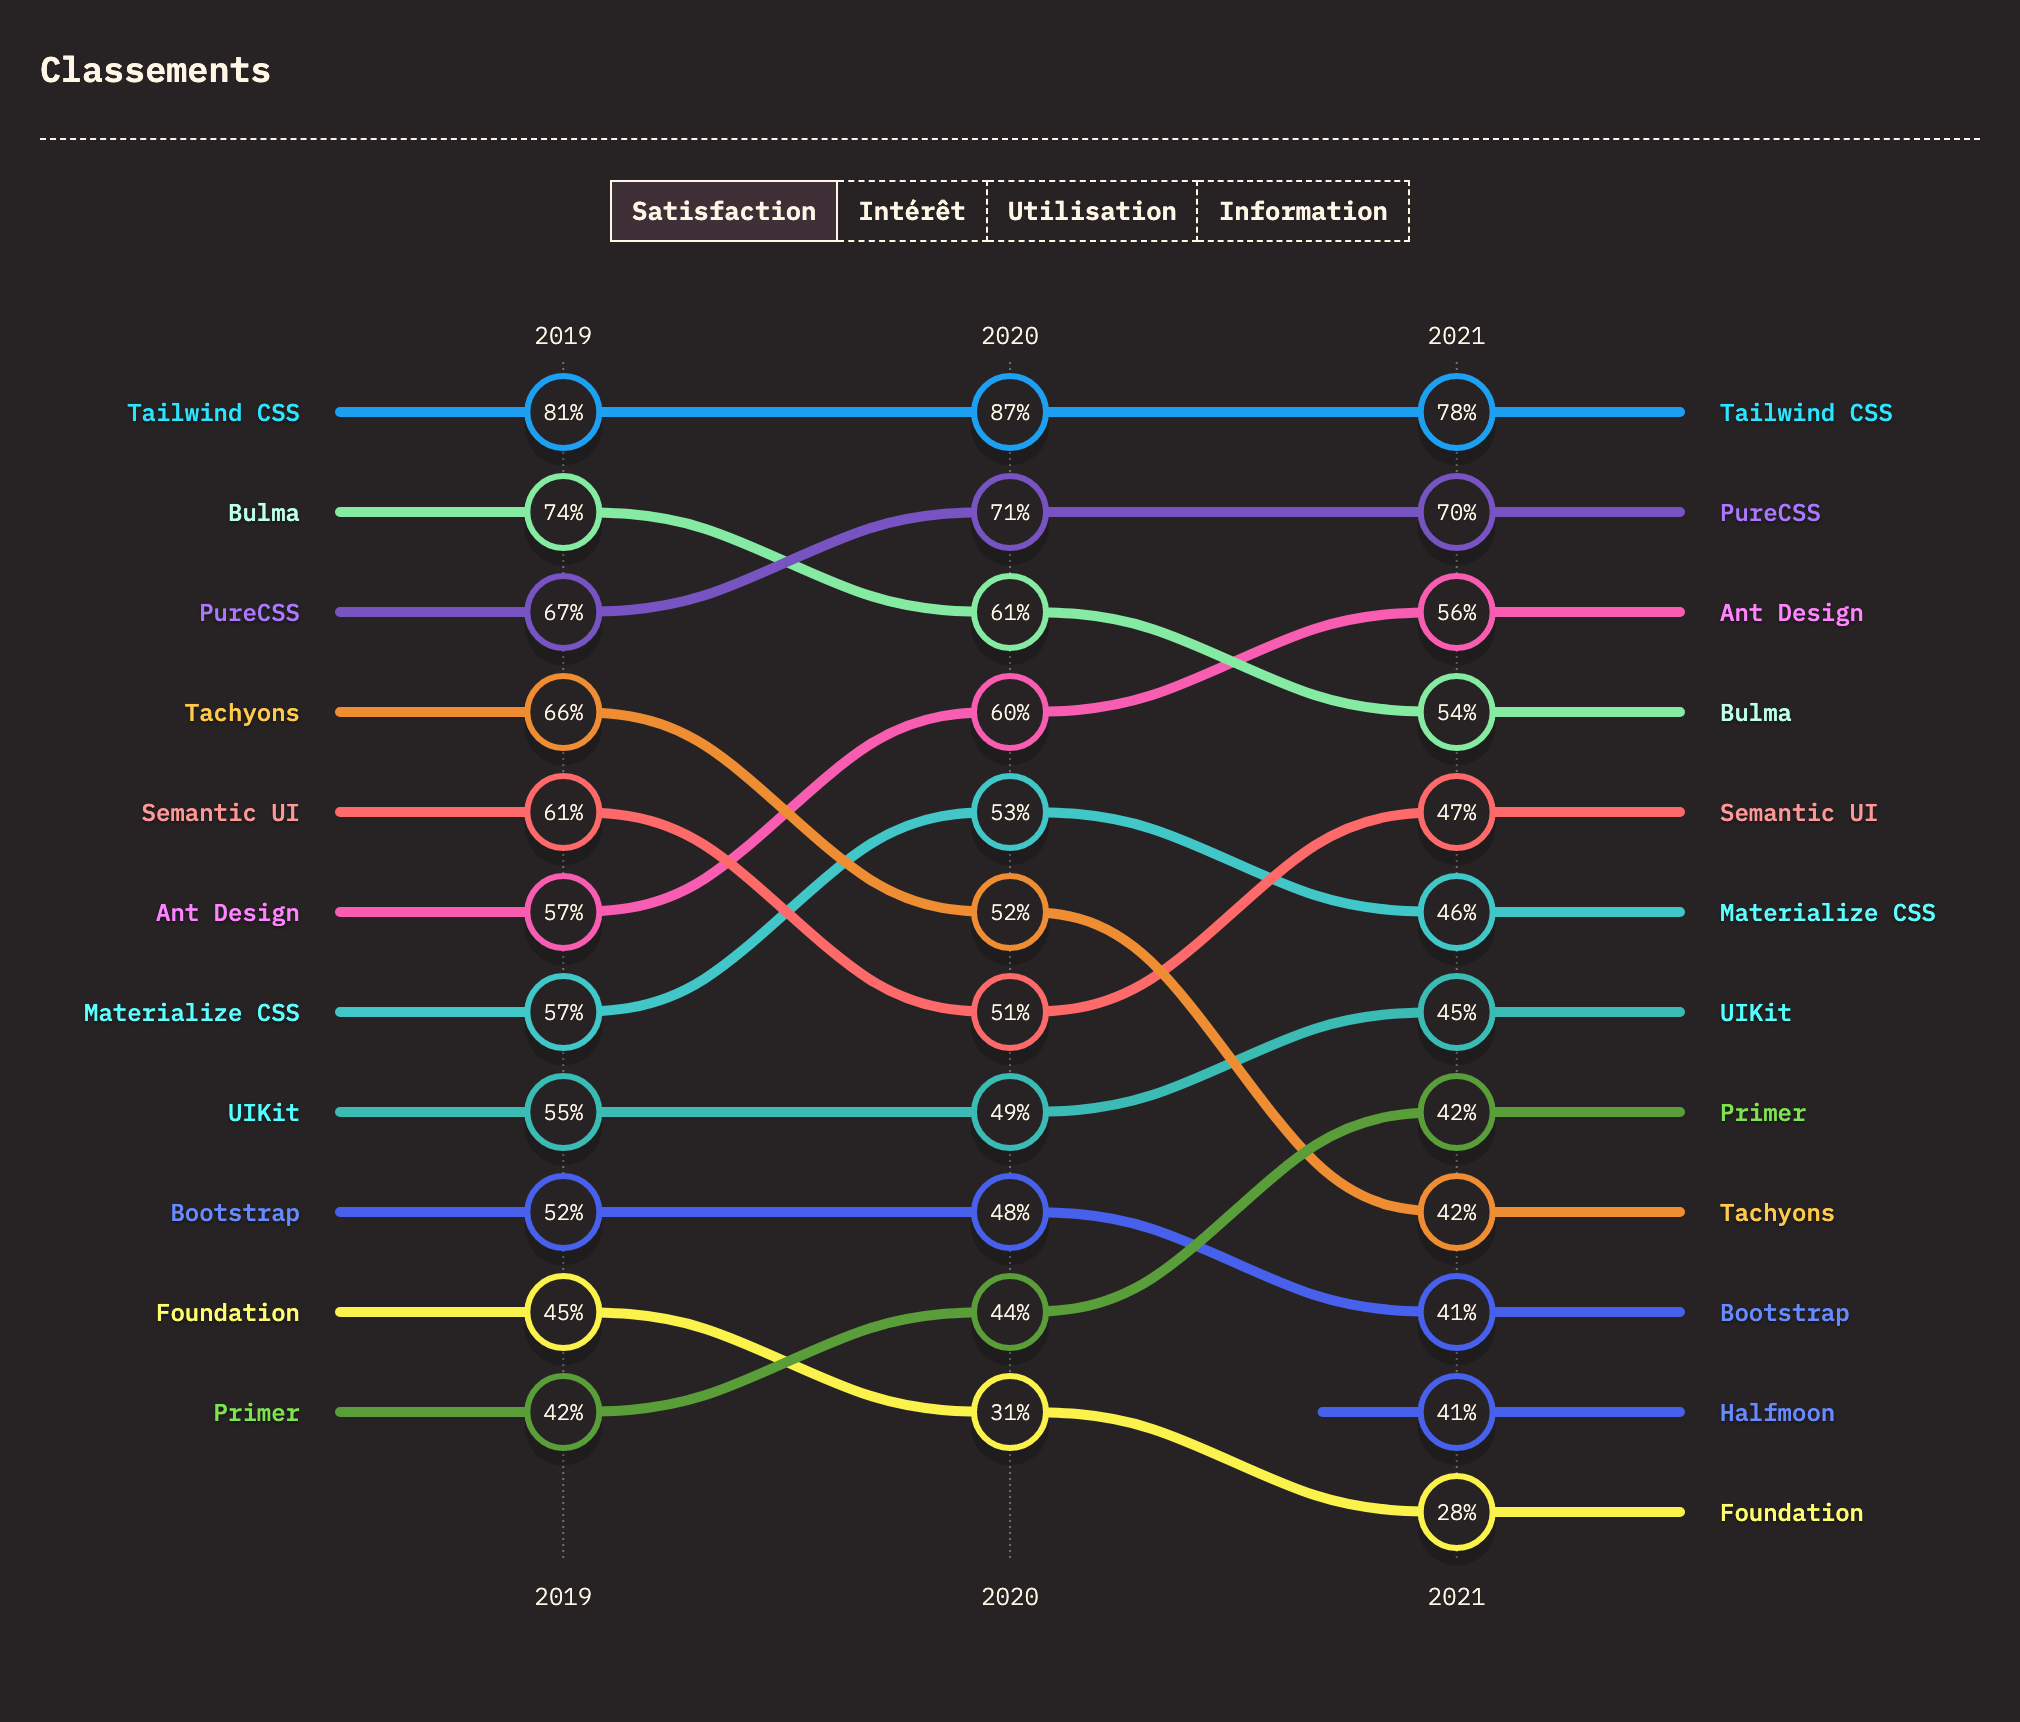 Classements
Satisfaction Intérêt Utilisation Information
2019 2020 2021
Tailwind CSS 81% 87% 78% Tailwind CSS
Bulma 74% 71% 70% PureCSS
PureCSS 67% 61% 56% Ant Design
Tachyons 66% 60% 54% Bulma
Semantic UI 61% 53% 47% Semantic UI
Ant Design 57% 52% 46% Materialize CSS
Materialize CSS 57% 51% 45% UIKit
UIKit 55% 49% 42% Primer
Bootstrap 52% 48% 42% Tachyons
Foundation 45% 44% 41% Bootstrap
Primer 42% 31% 41% Halfmoon
28% Foundation
2019 2020 2021